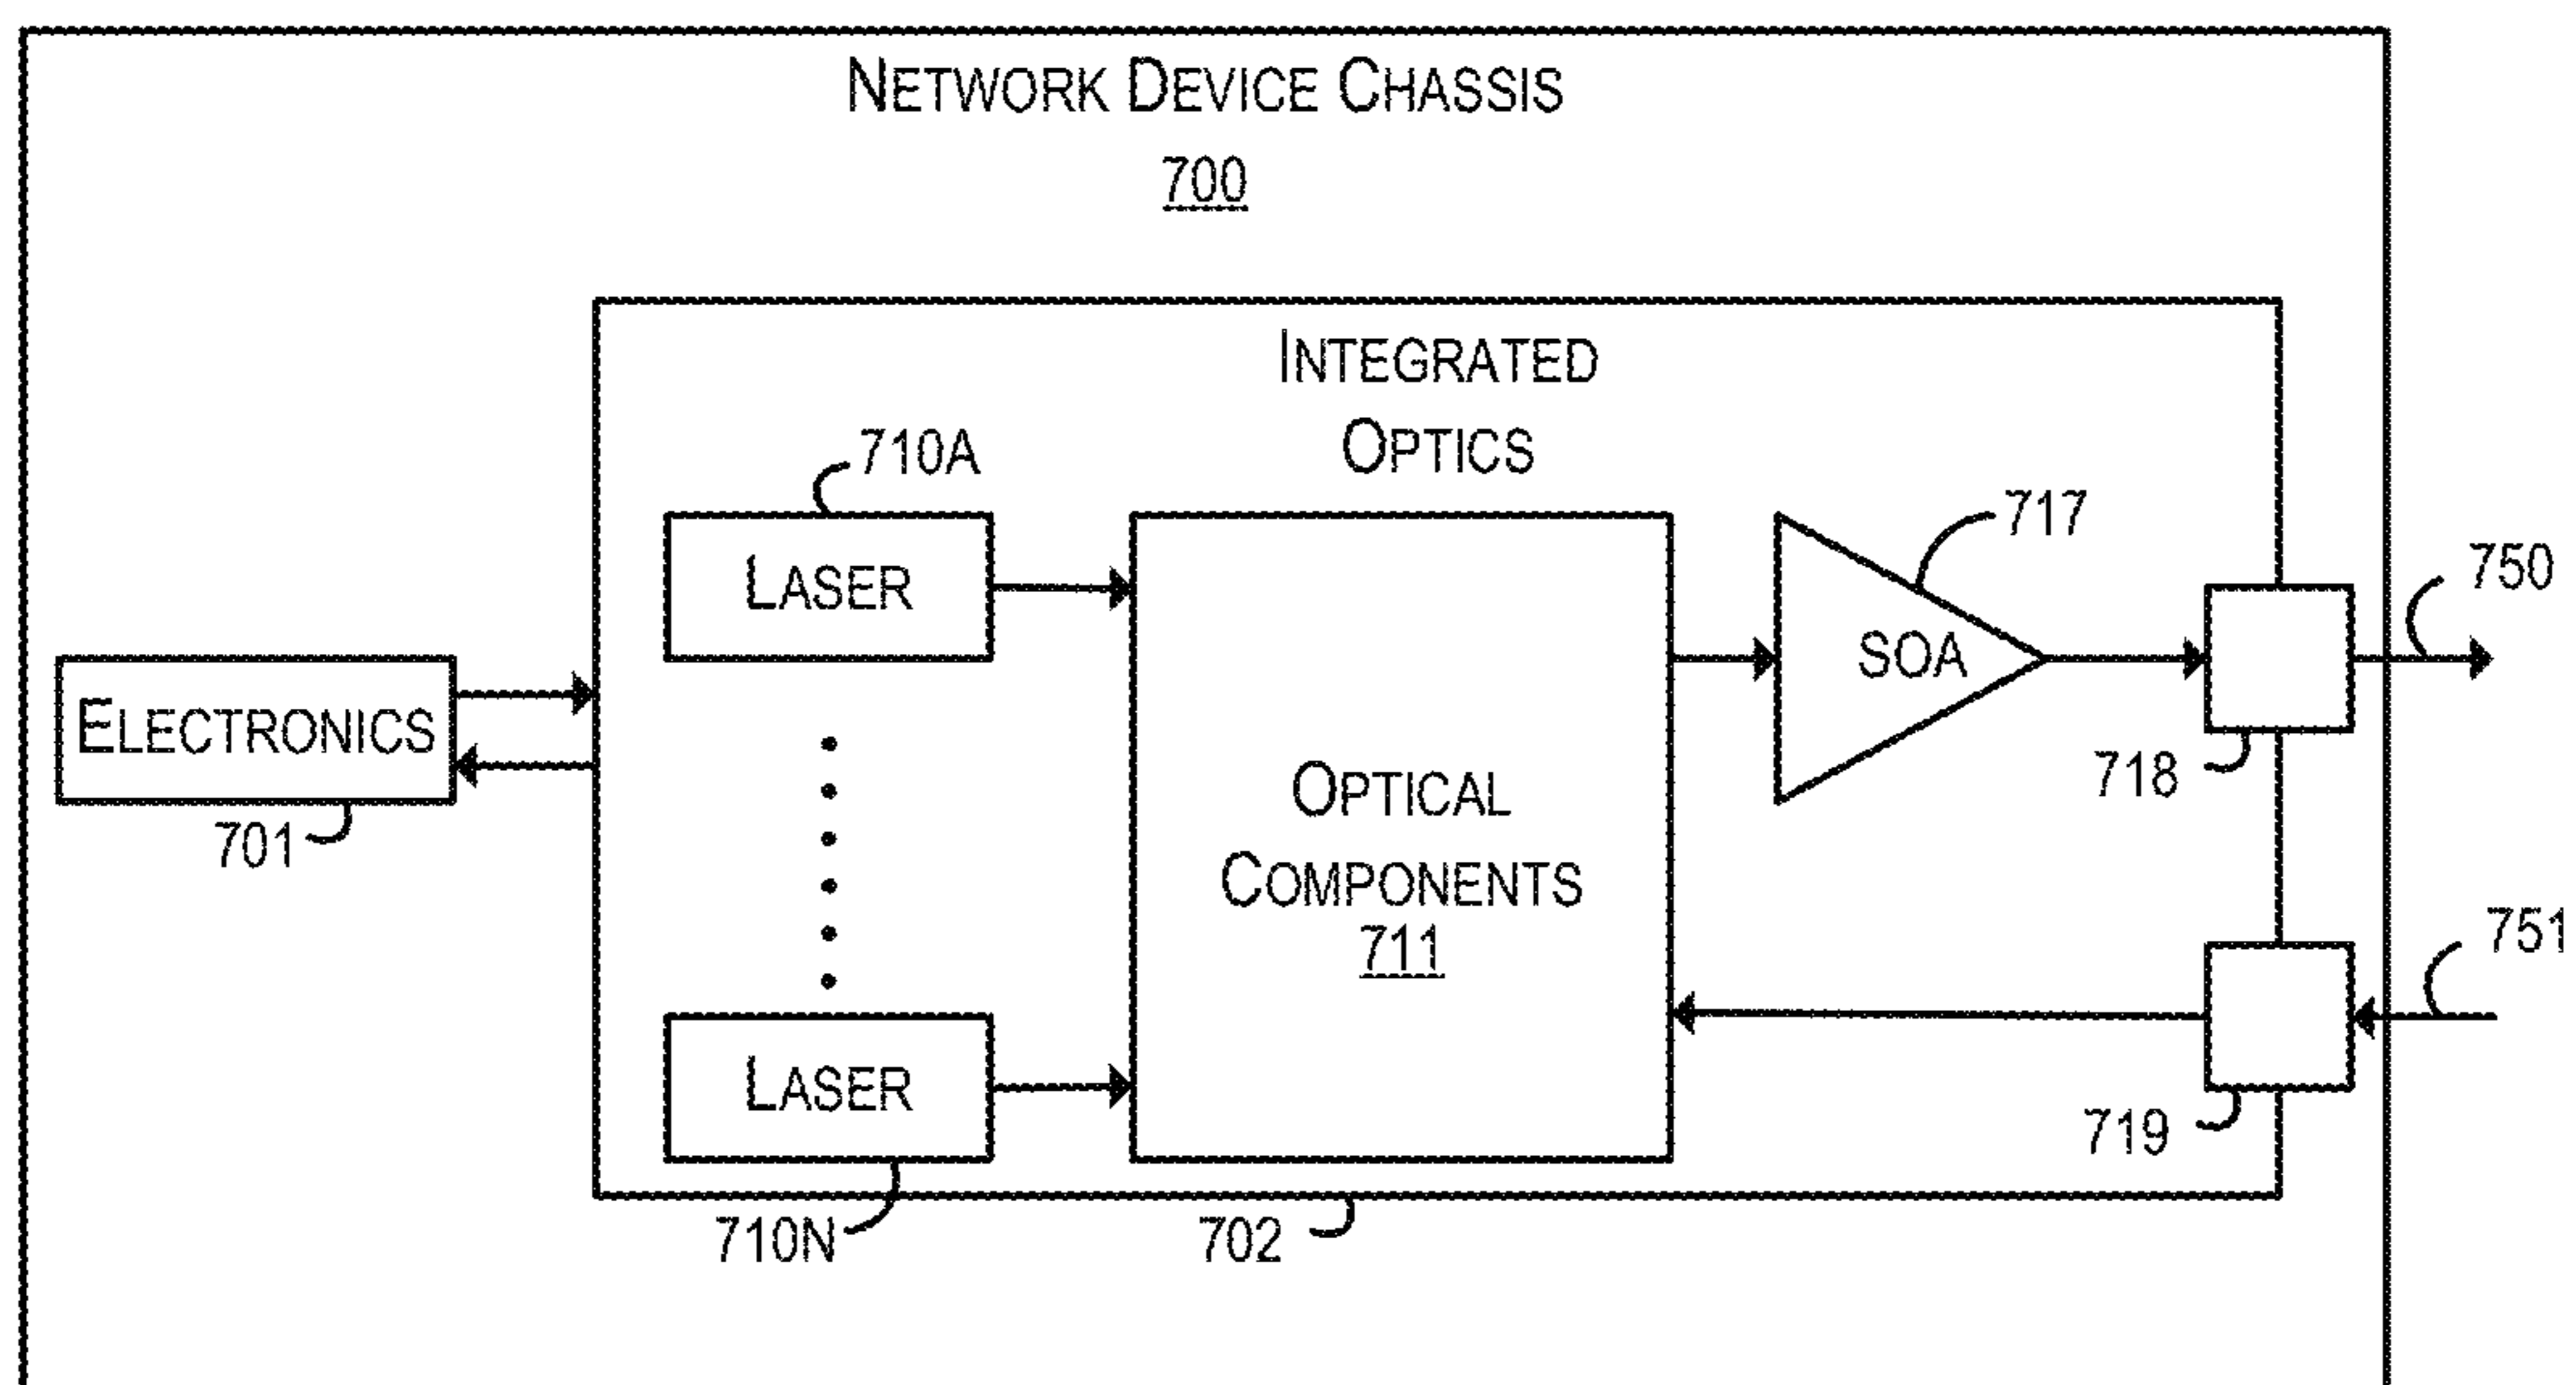 NETWORK DEVICE CHASSIS
700
INTEGRATED
OPTICS
710A
LASER
717
SOA
750
ELECTRONICS
701
718
OPTICAL
COMPONENTS
711
751
LASER
719
710N
702